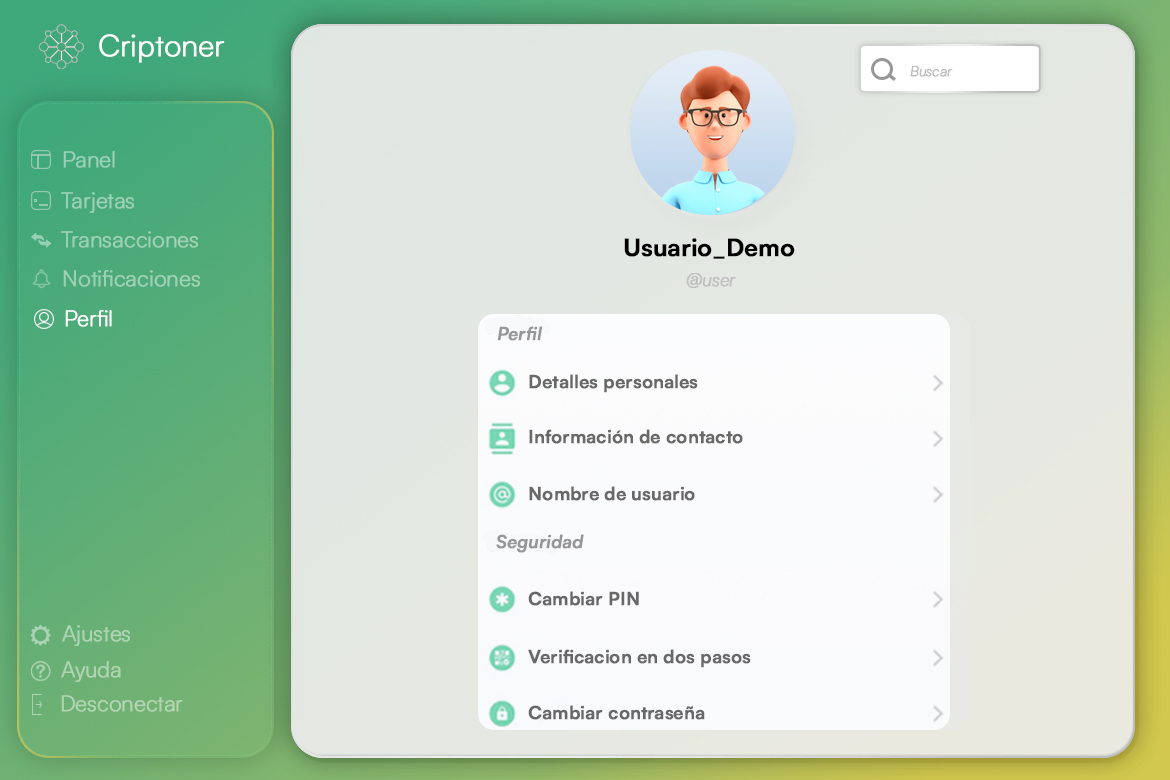 Criptoner
Panel
Tarjetas
Transacciones
Notificaciones
Perfil
Ajustes
Ayuda
Desconectar
Buscar
Usuario_Demo
@user
Perfil
Detalles personales
Información de contacto
Nombre de usuario
Seguridad
Cambiar PIN
Verificacion en dos pasos
Cambiar contraseña